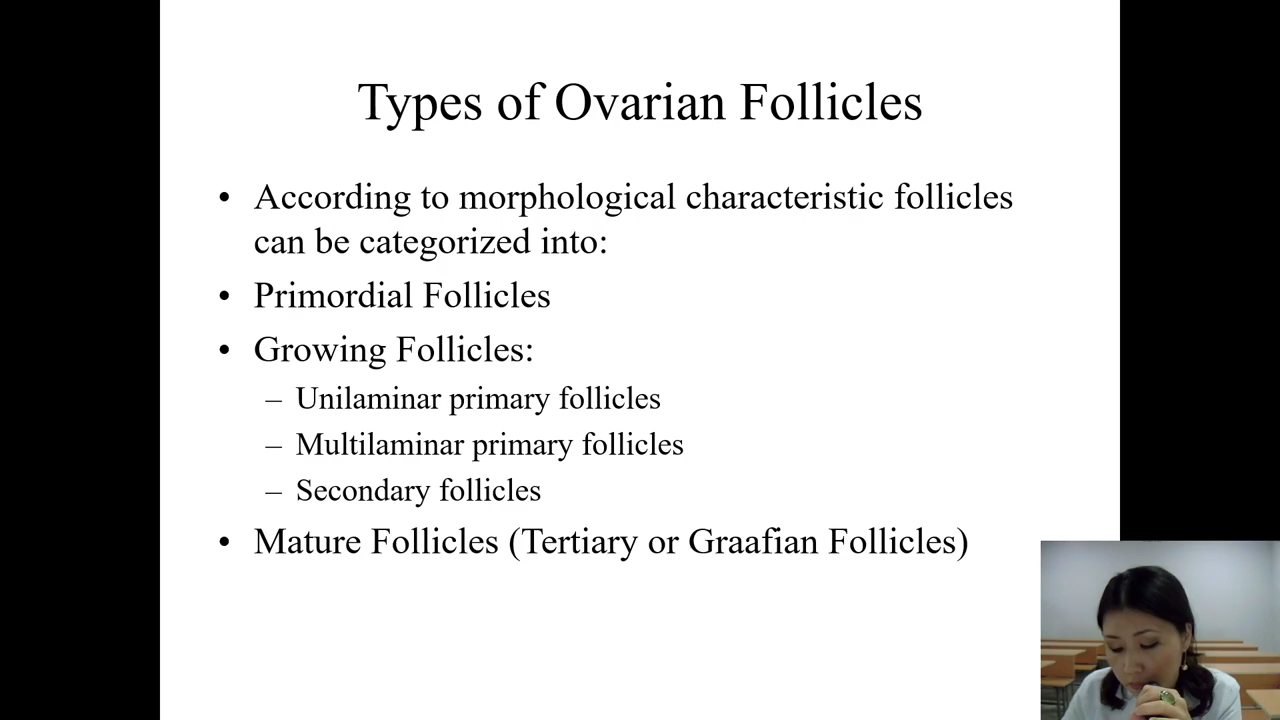 Types of Ovarian Follicles
• According to morphological characteristic follicles
can be categorized into:
• Primordial Follicles
• Growing Follicles:
– Unilaminar primary follicles
– Multilaminar primary follicles
– Secondary follicles
• Mature Follicles (Tertiary or Graafian Follicles)